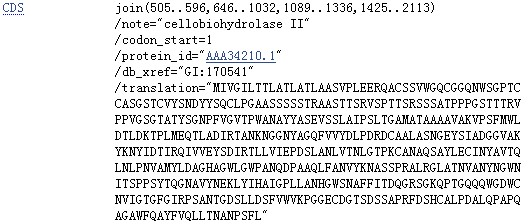 CDS join(505..596,646..1032,1089..1336,1425..2113)
/note="cellobiohydrolase II"
/codon_start=1
/protein_id="AAA34210.1"
/db_xref="GI:170541"
/translation="MIVGILTTLATLATLAASVPLEERQACSSVWGQCGGQNWSGPTC
CASGSTCVYSNDYYSQCLPGAASSSSSTRAASTTSRVSPTTSRSSSATPPPGSTTTRV
PPVGSGTATYSGNPFVGVTPWANAYYASEVSSLAIPSLTGAMATAAAAVAKVPSFMWL
DTLDKTPLMEQTLADIRTANKNGGNYAGQFVVYDLPDRDCAALASNGEYSIADGGVAK
YKNYIDTIRQIVVEYSDIRTLLVIEPDSLANLVTNLGTPKCANAQSAYLECINYAVTQ
LNLPNVAMYLDAGHAGWLGWPANQDPAAQLFANVYKNASSPRALRGLATNVANYNGWN
ITSPPSYTQGNAVYNEKLYIHAIGPLLANHGWSNAFFITDQGRSGKQPTGQQQWGDWC
NVIGTGFGIRPSANTGDSLLDSFVWVKPGGECDGTSDSSAPRFDSHCALPDALQPAPQ
AGAWFQAYFVQLLTNANPSFL"